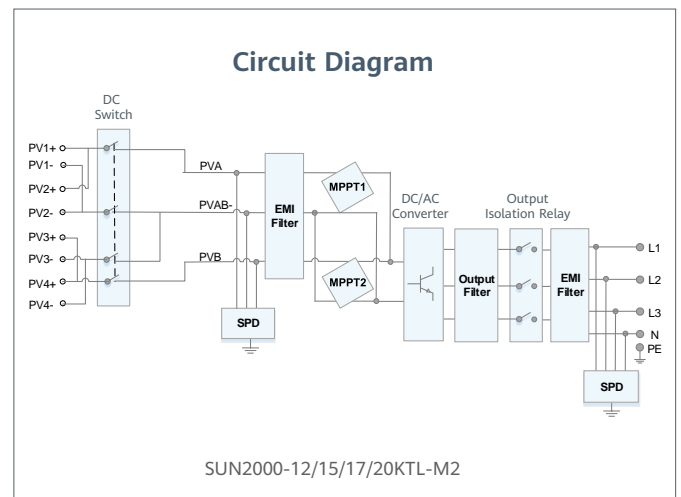 Circuit Diagram
DC
Switch
PV1+
PV1-
PV2+
PV2-
PV3+
PV3-
PV4+
PV4-
PVA
PVAB-
PVB
EMI
Filter
SPD
MPPT1
MPPT2
DC/AC
Converter
Output
Filter
Output
Isolation Relay
EMI
Filter
L1
L2
L3
N
PE
SPD
SUN2000-12/15/17/20KTL-M2